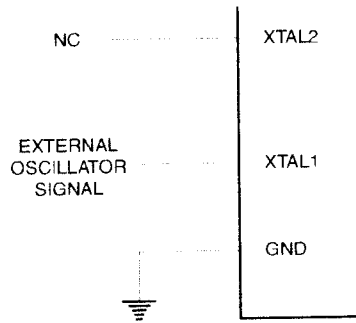 NC
XTAL2
EXTERNAL
OSCILLATOR
SIGNAL
XTAL1
GND